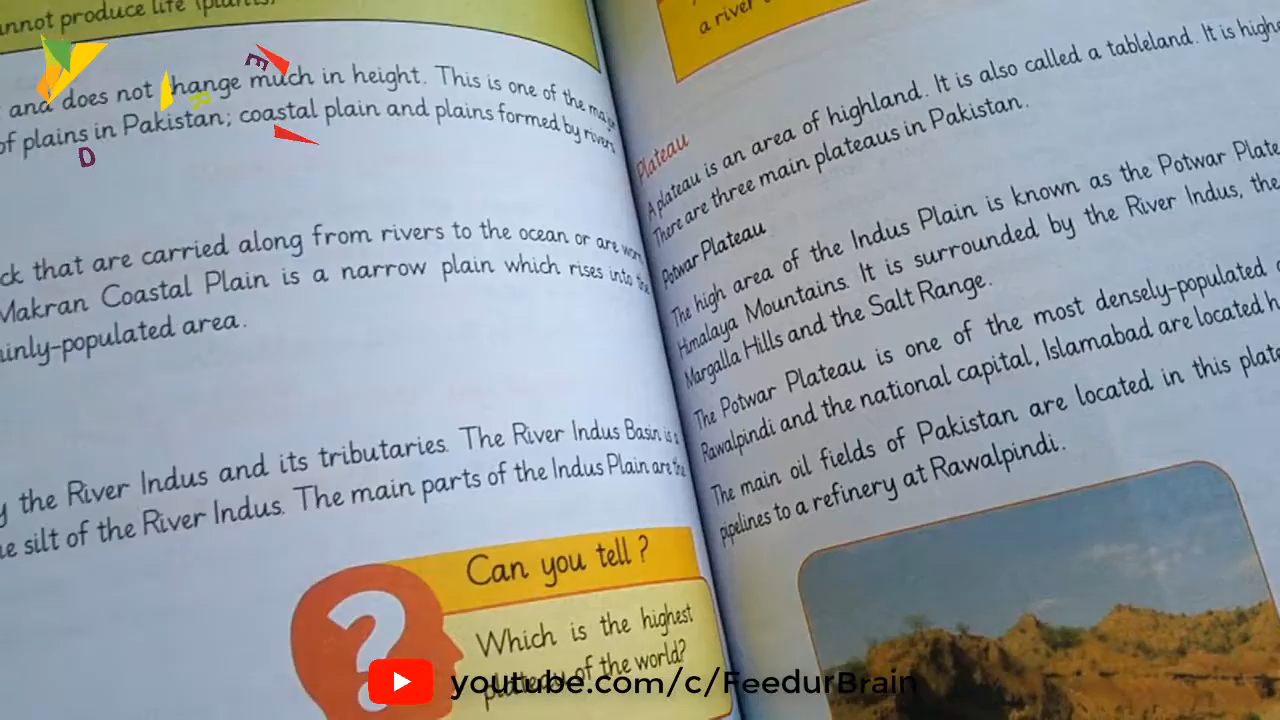 annot produce life (plants,
and does not change much in height. This is one of the major
of plains in Pakistan; coastal plain and plains formed by rivers
ck that are carried along from rivers to the ocean or are worn
Makran Coastal Plain is a narrow plain which rises into the
inly-populated area.
y the River Indus and its tributaries. The River Indus Basin is a
e silt of the River Indus. The main parts of the Indus Plain are the
Can you tell?
Which is the highest
plateau of the world?
a river
Plateau
A plateau is an area of highland. It is also called a tableland. It is highe
There are three main plateaus in Pakistan.
Potwar Plateau
The high area of the Indus Plain is known as the Potwar Plate
Himalaya Mountains. It is surrounded by the River Indus, the
Margalla Hills and the Salt Range.
The Potwar Plateau is one of the most densely-populated
Rawalpindi and the national capital, Islamabad are located h
The main oil fields of Pakistan are located in this plate
pipelines to a refinery at Rawalpindi.
E
R
D
youtube.com/c/FeedurBrain